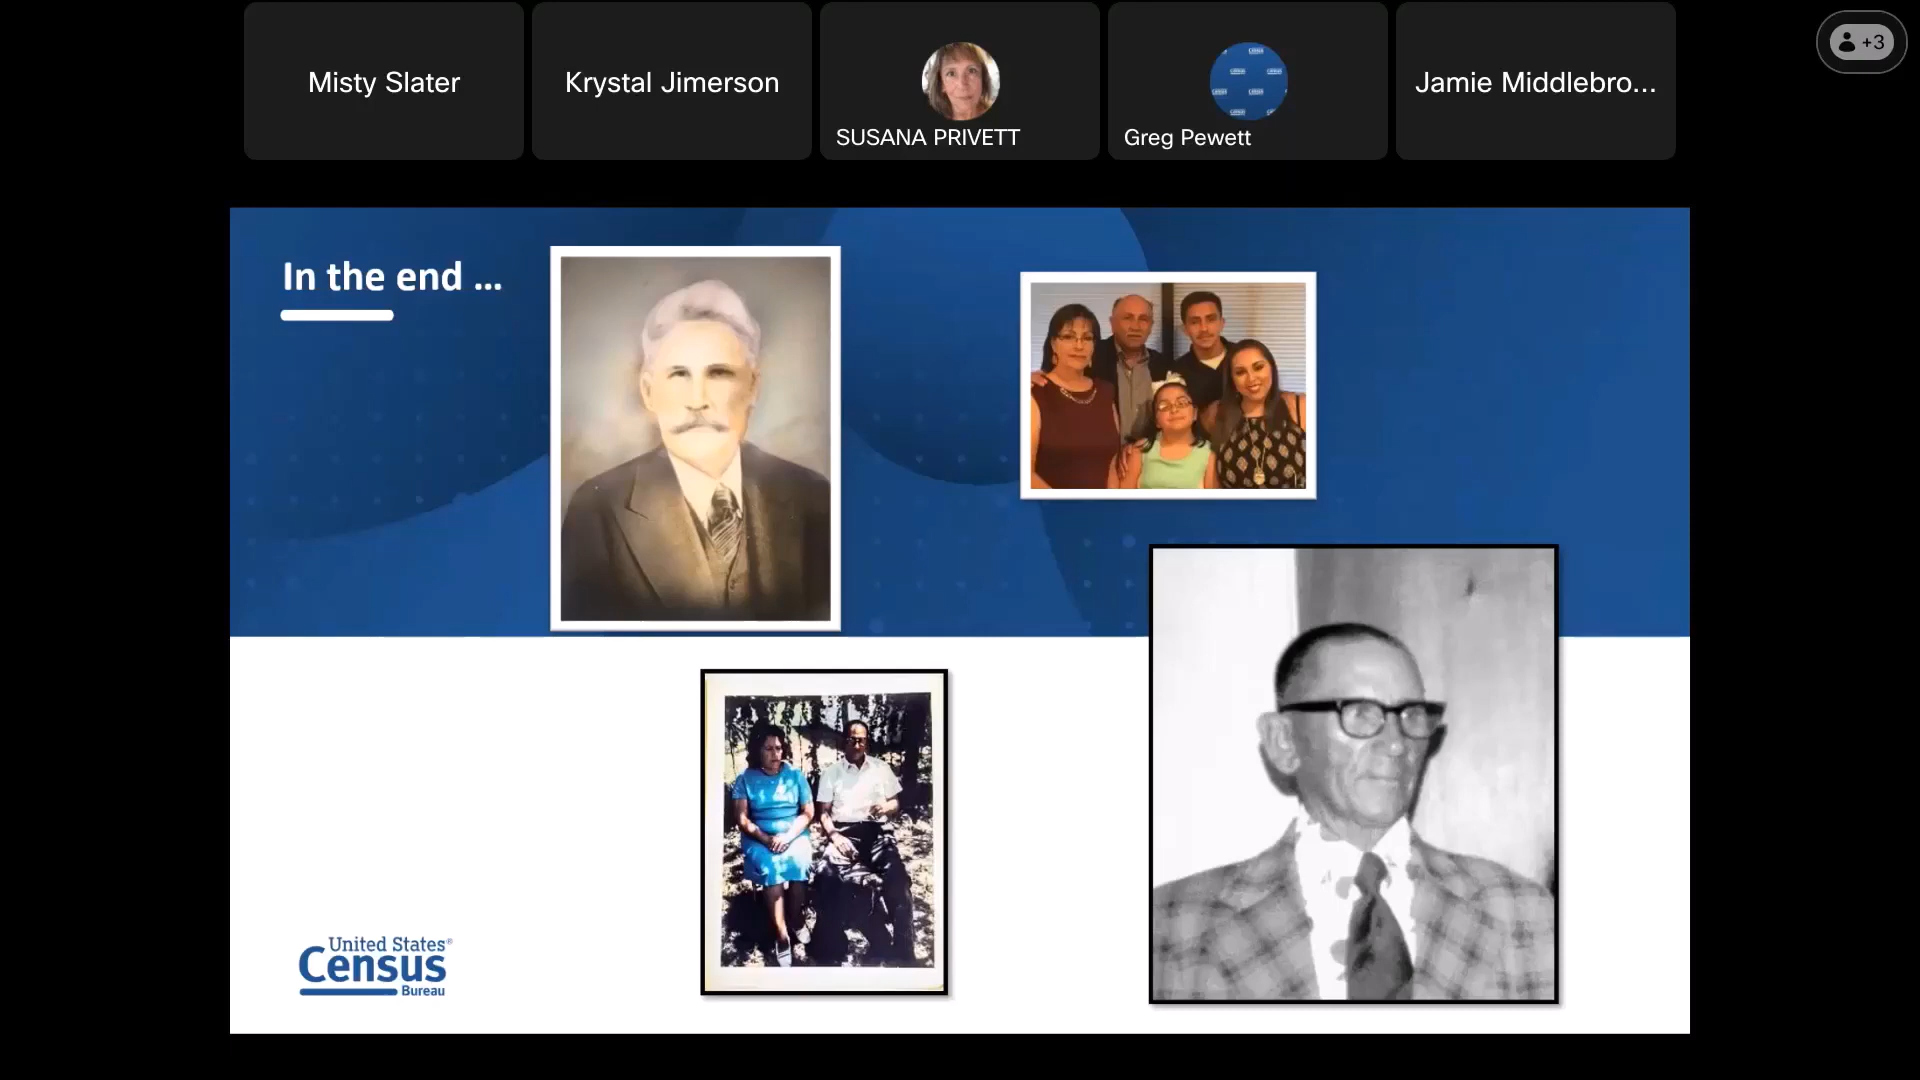 Misty Slater
Krystal Jimerson
SUSANA PRIVETT
Greg Pewett
Jamie Middlebro...
+3
In the end ...
United States®
Census
Bureau